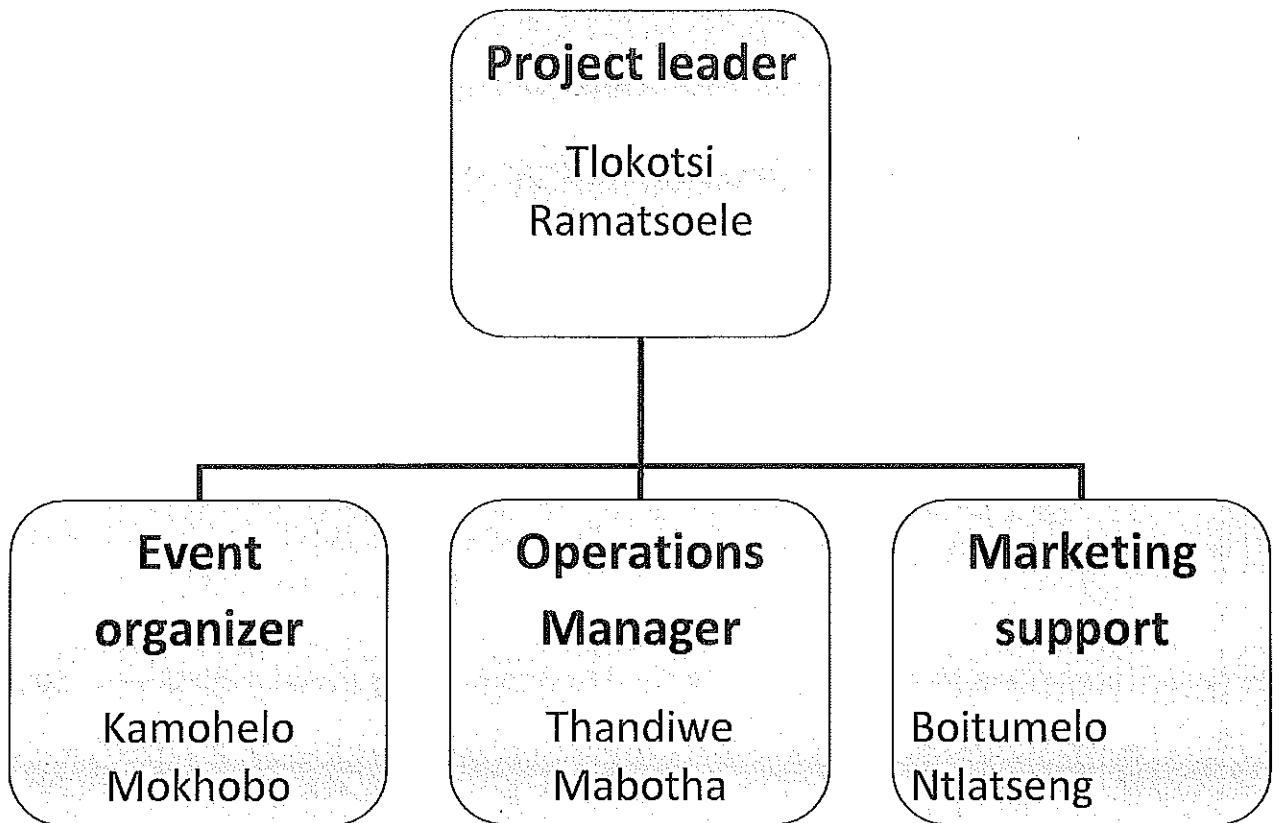 Project leader
Tlokotsi
Ramatsoele
Event
organizer
Kamohelo
Mokhobo
Operations
Manager
Thandiwe
Mabotha
Marketing
support
Boitumelo
Ntlatseng